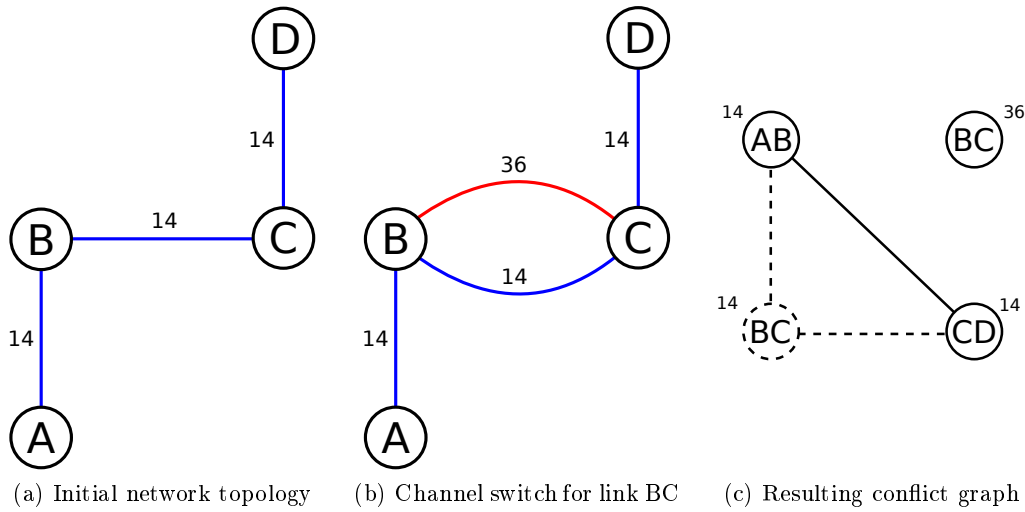 D
14
B
14
C
14
A
(a) Initial network topology
D
14
36
B
C
14
14
A
(b) Channel switch for link BC
14
AB
36
BC
14
BC
14
CD
(c) Resulting conflict graph